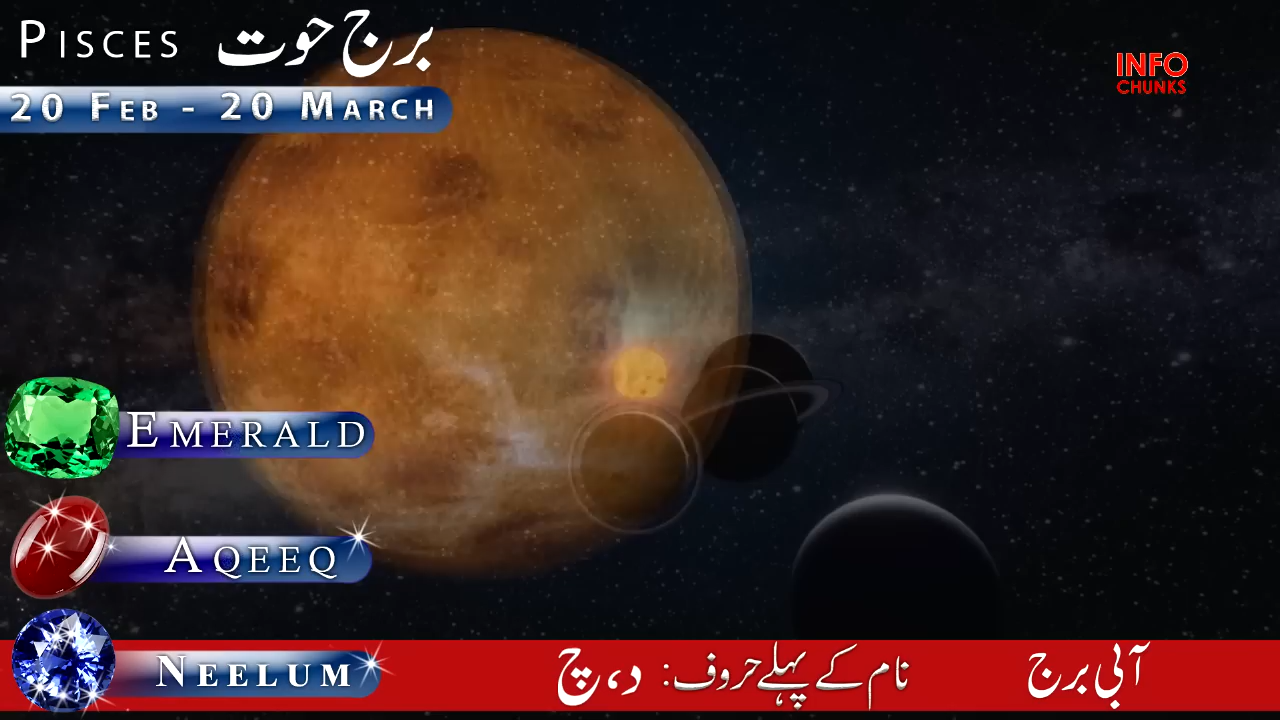 Pisces برج حوت
20 Feb - 20 March
INFO
CHUNKS
Emerald
Aqeeq
Neelum
آبی برج
نام کے پہلے حروف: د، چ